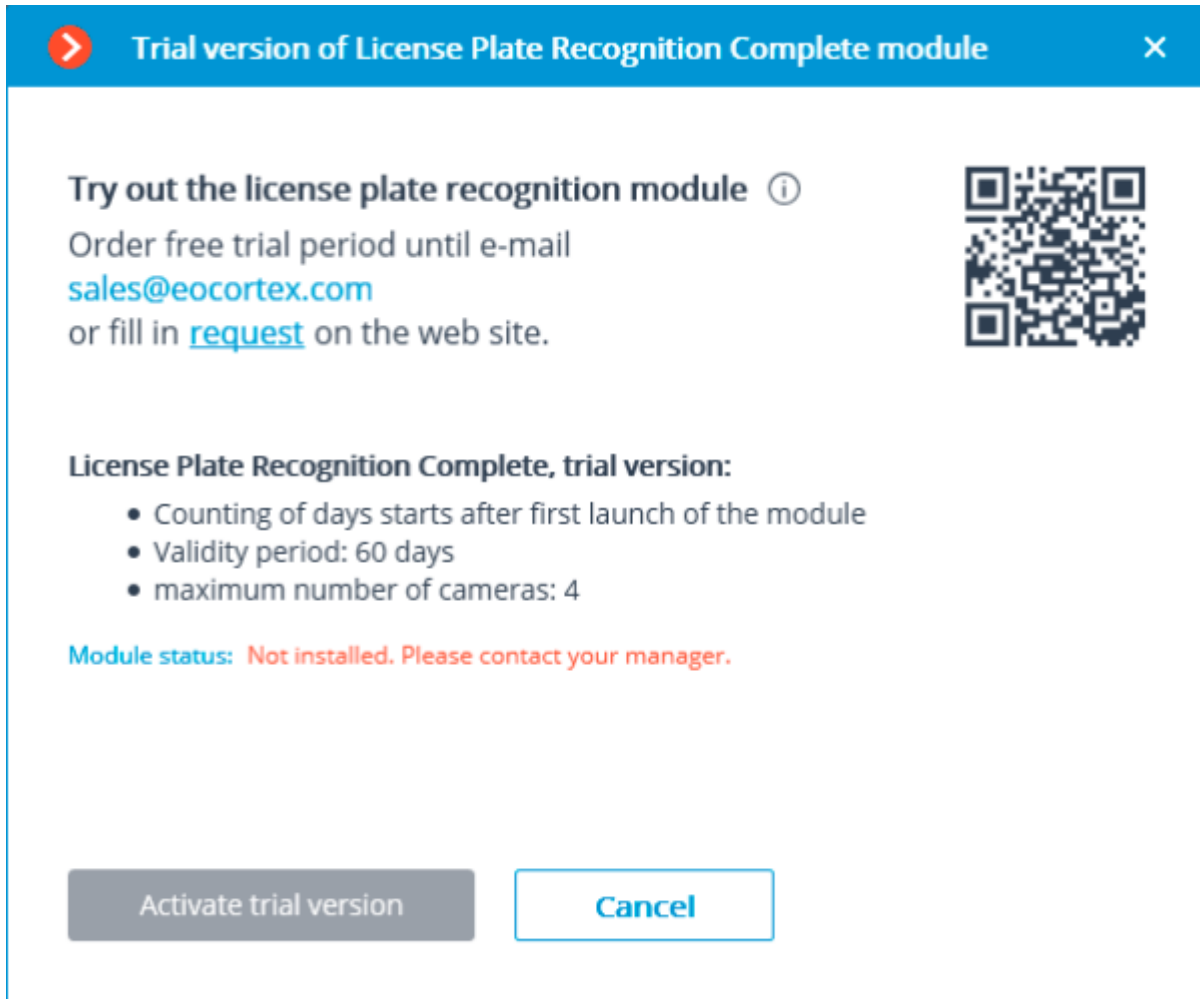 Trial version of License Plate Recognition Complete module
Try out the license plate recognition module
Order free trial period until e-mail
sales@eocortex.com
or fill in request on the web site.
License Plate Recognition Complete, trial version:
• Counting of days starts after first launch of the module
• Validity period: 60 days
• maximum number of cameras: 4
Module status: Not installed. Please contact your manager.
Activate trial version
Cancel